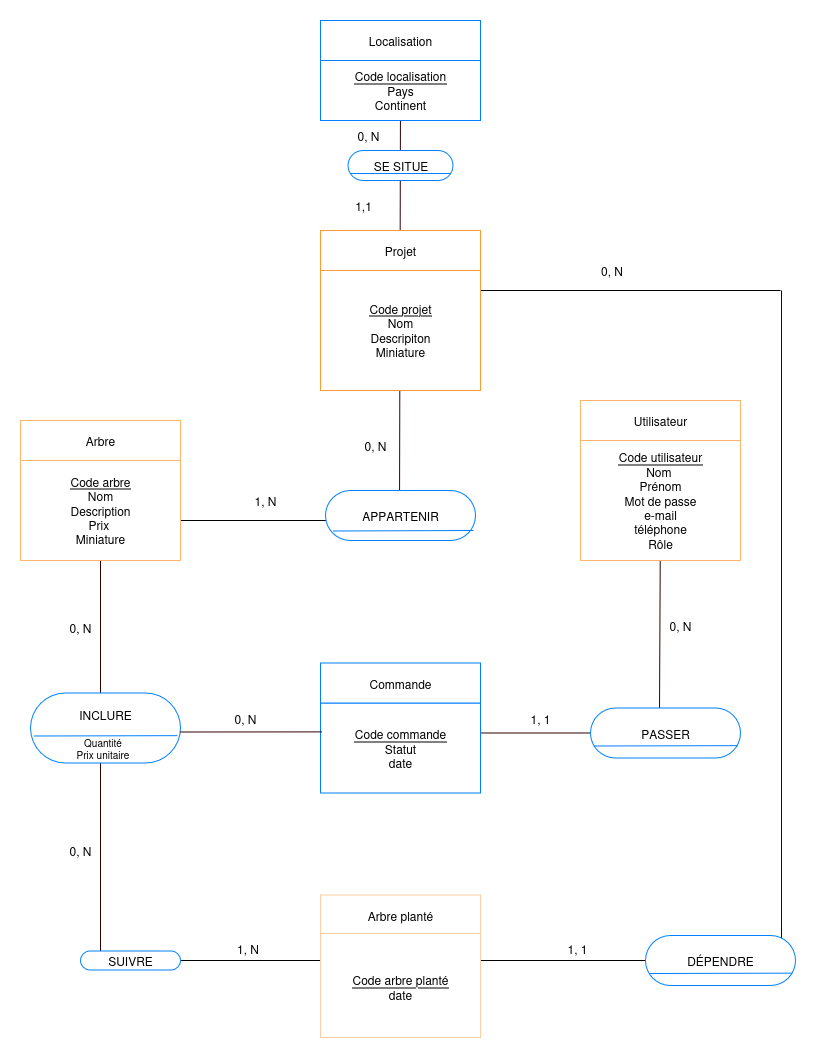 Localisation
Code localisation
Pays
Continent
0, N
SE SITUE
1,1
Projet
0, N
Code projet
Nom
Descripiton
Miniature
0, N
Arbre
Code arbre
Nom
Description
Prix
Miniature
1, N
APPARTENIR
Utilisateur
Code utilisateur
Nom
Prénom
Mot de passe
e-mail
téléphone
Rôle
0, N
0, N
INCLURE
Quantité
Prix unitaire
0, N
Commande
Code commande
Statut
date
1, 1
PASSER
0, N
SUIVRE
1, N
Arbre planté
Code arbre planté
date
1, 1
DÉPENDRE